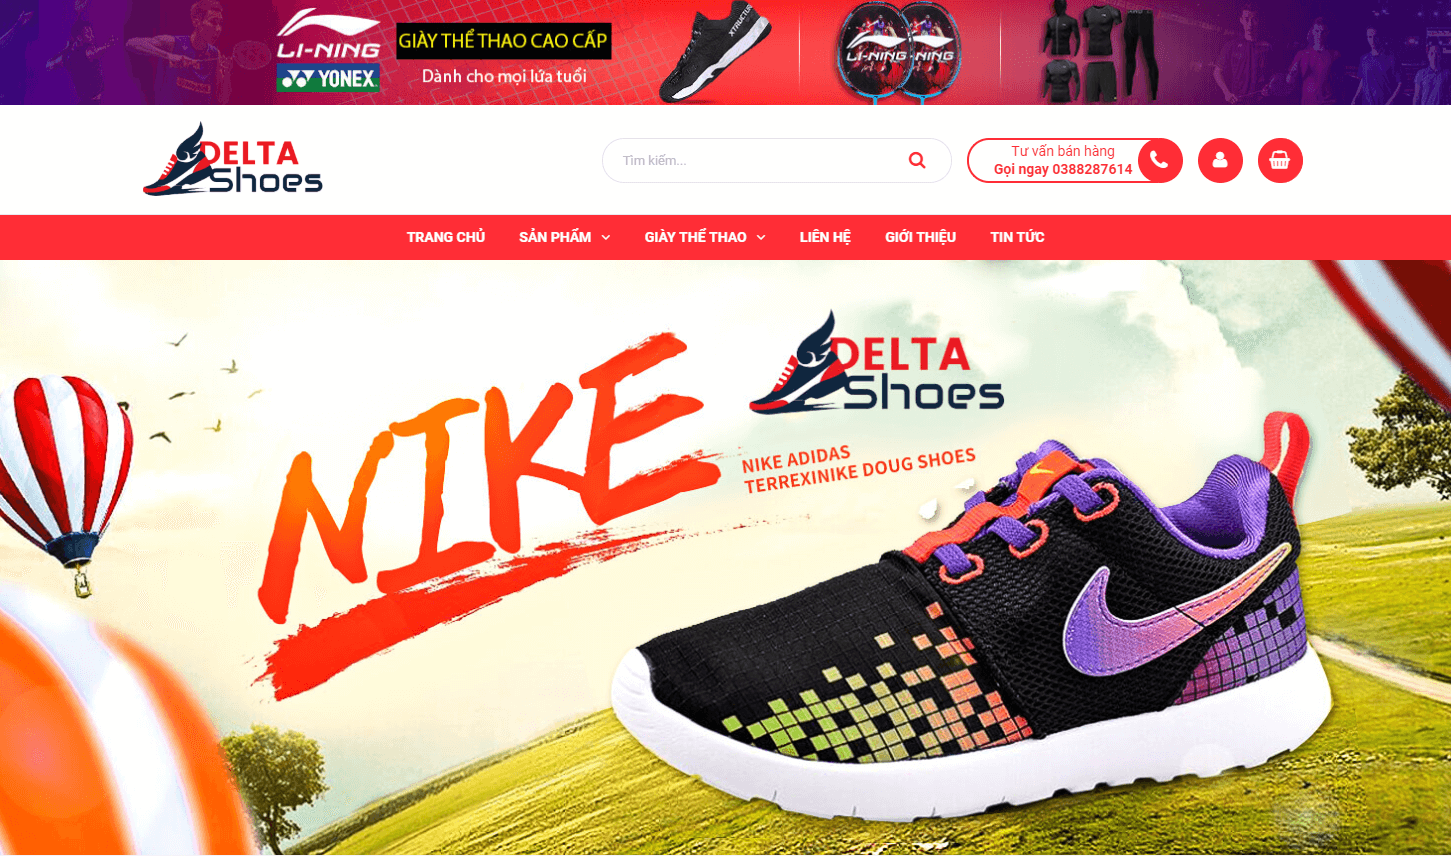 LI-NING
YONEX
GIÀY THỂ THAO CAO CẤP
Dành cho mọi lứa tuổi
XTRUCTURE
LI-NING
NING
DELTA
Shoes
Tìm kiếm...
Tư vấn bán hàng
Gọi ngay 0388287614
TRANG CHỦ
SẢN PHẨM
GIÀY THỂ THAO
LIÊN HỆ
GIỚI THIỆU
TIN TỨC
NIKE
DELTA
Shoes
NIKE ADIDAS
TERREXINIKE DOUG SHOES